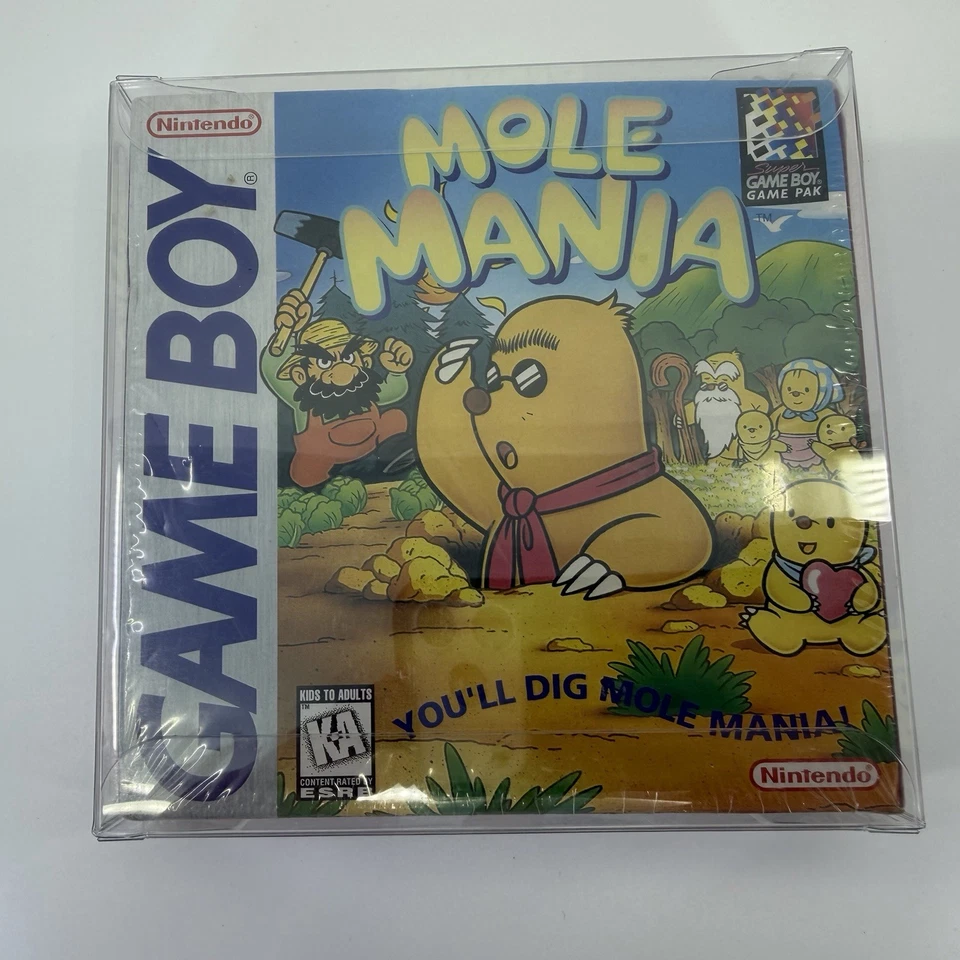 Nintendo®
GAME BOY®
MOLE
MANIA
TM
Super
GAME BOY®
GAME PAK
KIDS TO ADULTS
TM
KA
CONTENT RATED BY
ESRB
YOU'LL DIG MOLE MANIA!
Nintendo®